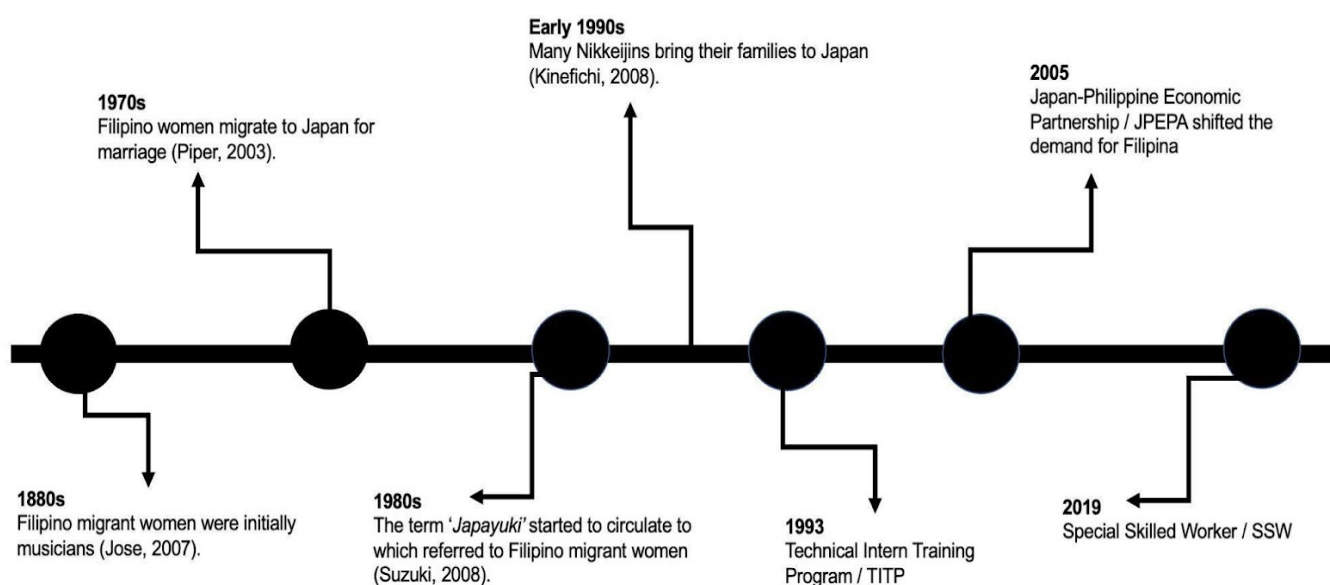 Early 1990s
Many Nikkeijins bring their families to Japan
(Kinefichi, 2008).
2005
Japan-Philippine Economic
Partnership / JPEPA shifted the
demand for Filipina
1970s
Filipino women migrate to Japan for
marriage (Piper, 2003).
1880s
Filipino migrant women were initially
musicians (Jose, 2007).
1980s
The term ‘Japayuki’ started to circulate to
which referred to Filipino migrant women
(Suzuki, 2008).
1993
Technical Intern Training
Program / TITP
2019
Special Skilled Worker / SSW